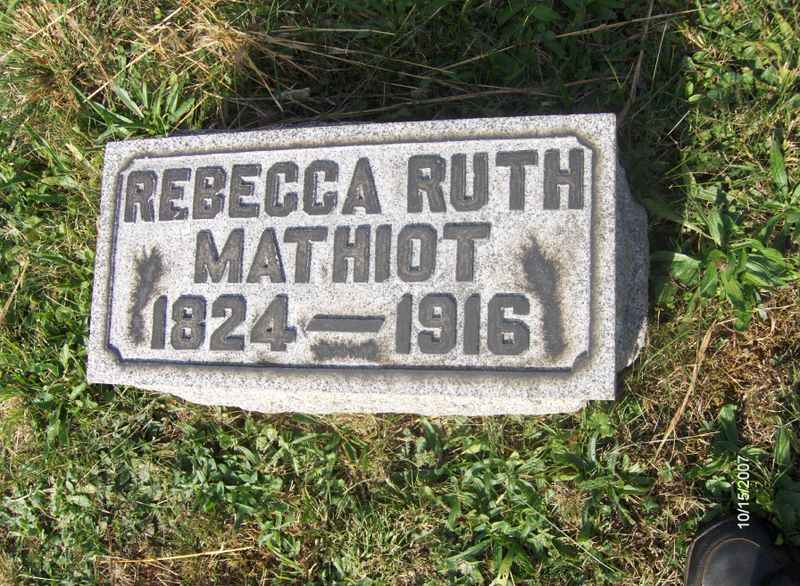 REBECCA RUTH
MATHIOT
1824 — 1916
10/15/2007